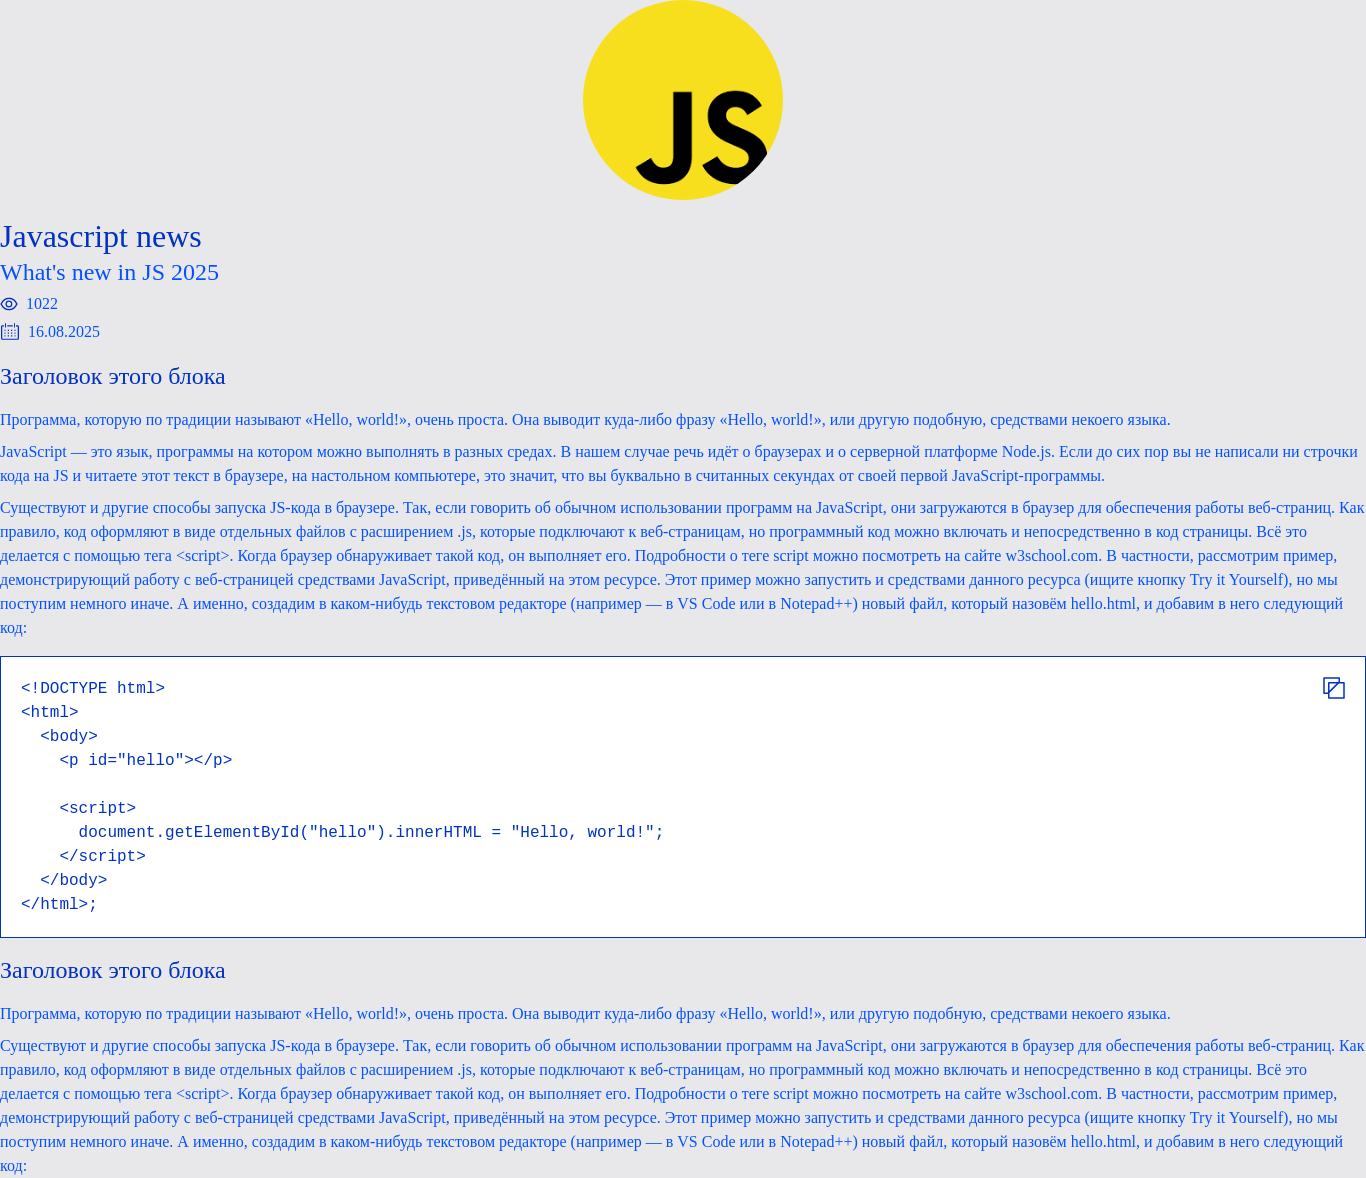 JS
Javascript news
What's new in JS 2025
1022
16.08.2025
Заголовок этого блока
Программа, которую по традиции называют «Hello, world!», очень проста. Она выводит куда-либо фразу «Hello, world!», или другую подобную, средствами некоего языка.
JavaScript — это язык, программы на котором можно выполнять в разных средах. В нашем случае речь идёт о браузерах и о серверной платформе Node.js. Если до сих пор вы не написали ни строчки
кода на JS и читаете этот текст в браузере, на настольном компьютере, это значит, что вы буквально в считанных секундах от своей первой JavaScript-программы.
Существуют и другие способы запуска JS-кода в браузере. Так, если говорить об обычном использовании программ на JavaScript, они загружаются в браузер для обеспечения работы веб-страниц. Как
правило, код оформляют в виде отдельных файлов с расширением .js, которые подключают к веб-страницам, но программный код можно включать и непосредственно в код страницы. Всё это
делается с помощью тега <script>. Когда браузер обнаруживает такой код, он выполняет его. Подробности о теге script можно посмотреть на сайте w3school.com. В частности, рассмотрим пример,
демонстрирующий работу с веб-страницей средствами JavaScript, приведённый на этом ресурсе. Этот пример можно запустить и средствами данного ресурса (ищите кнопку Try it Yourself), но мы
поступим немного иначе. А именно, создадим в каком-нибудь текстовом редакторе (например — в VS Code или в Notepad++) новый файл, который назовём hello.html, и добавим в него следующий
код:
<!DOCTYPE html>
<html>
  <body>
    <p id="hello"></p>

    <script>
      document.getElementById("hello").innerHTML = "Hello, world!";
    </script>
  </body>
</html>;
Заголовок этого блока
Программа, которую по традиции называют «Hello, world!», очень проста. Она выводит куда-либо фразу «Hello, world!», или другую подобную, средствами некоего языка.
Существуют и другие способы запуска JS-кода в браузере. Так, если говорить об обычном использовании программ на JavaScript, они загружаются в браузер для обеспечения работы веб-страниц. Как
правило, код оформляют в виде отдельных файлов с расширением .js, которые подключают к веб-страницам, но программный код можно включать и непосредственно в код страницы. Всё это
делается с помощью тега <script>. Когда браузер обнаруживает такой код, он выполняет его. Подробности о теге script можно посмотреть на сайте w3school.com. В частности, рассмотрим пример,
демонстрирующий работу с веб-страницей средствами JavaScript, приведённый на этом ресурсе. Этот пример можно запустить и средствами данного ресурса (ищите кнопку Try it Yourself), но мы
поступим немного иначе. А именно, создадим в каком-нибудь текстовом редакторе (например — в VS Code или в Notepad++) новый файл, который назовём hello.html, и добавим в него следующий
код: